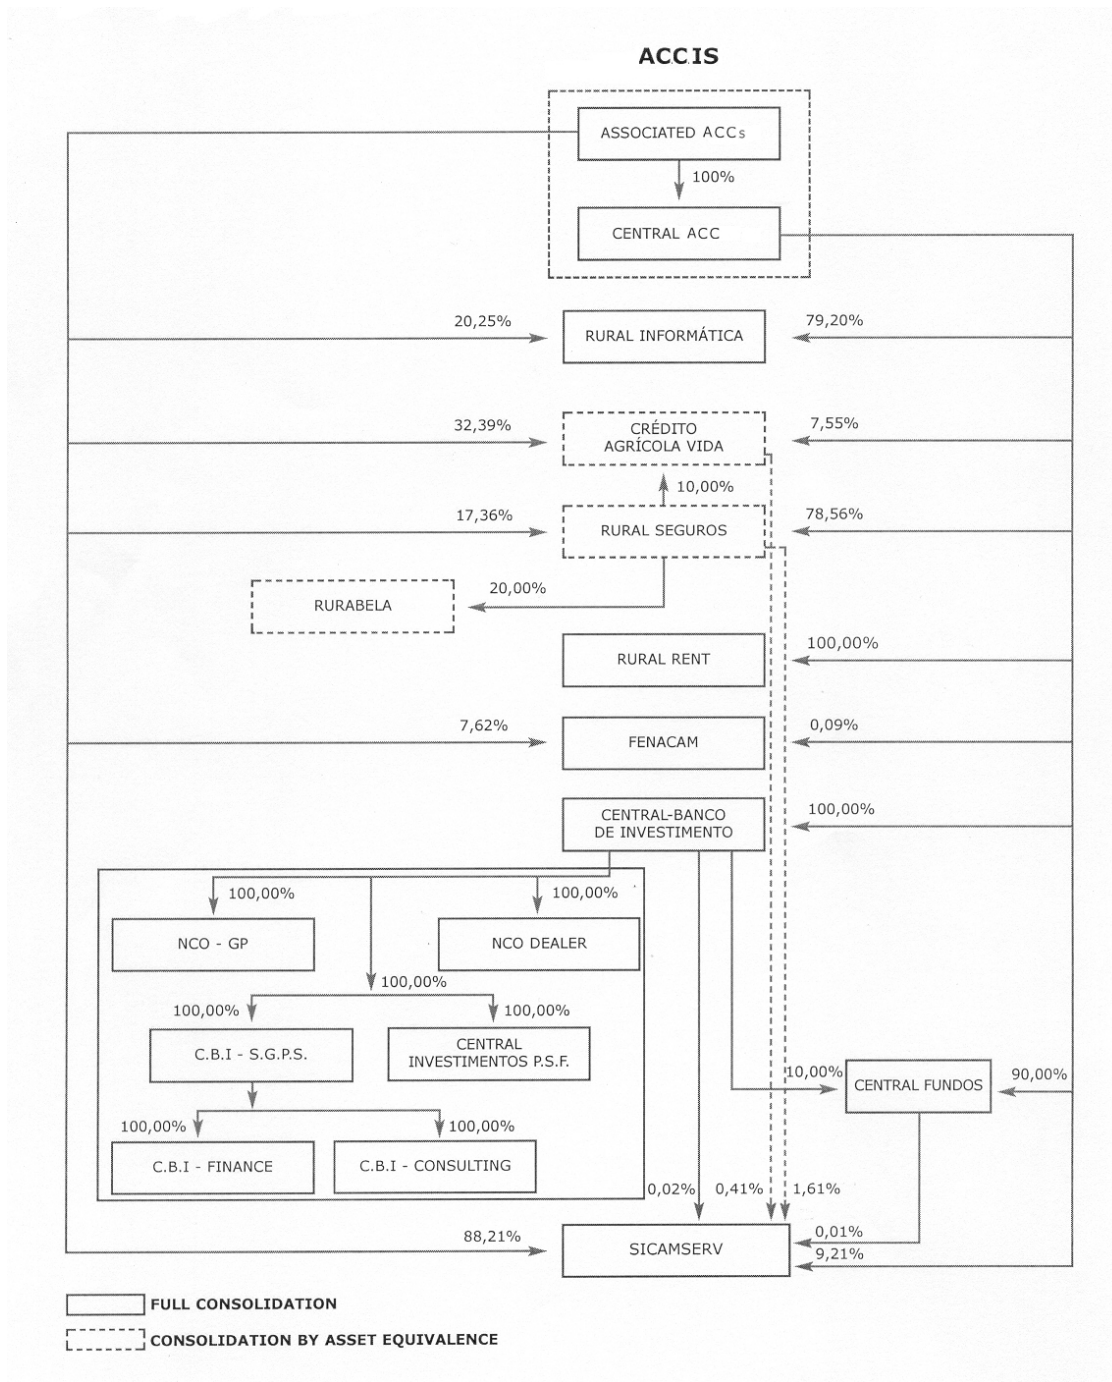 ACCIS
ASSOCIATED ACCs
100%
CENTRAL ACC
20,25%
RURAL INFORMÁTICA
79,20%
32,39%
CRÉDITO
AGRÍCOLA VIDA
7,55%
10,00%
17,36%
RURAL SEGUROS
78,56%
20,00%
RURABELA
RURAL RENT
100,00%
7,62%
FENACAM
0,09%
CENTRAL-BANCO
DE INVESTIMENTO
100,00%
100,00%
100,00%
NCO - GP
NCO DEALER
100,00%
100,00%
100,00%
C.B.I - S.G.P.S.
CENTRAL
INVESTIMENTOS P.S.F.
10,00%
CENTRAL FUNDOS
90,00%
100,00%
100,00%
C.B.I - FINANCE
C.B.I - CONSULTING
0,02%
0,41%
1,61%
88,21%
SICAMSERV
0,01%
9,21%
FULL CONSOLIDATION
CONSOLIDATION BY ASSET EQUIVALENCE